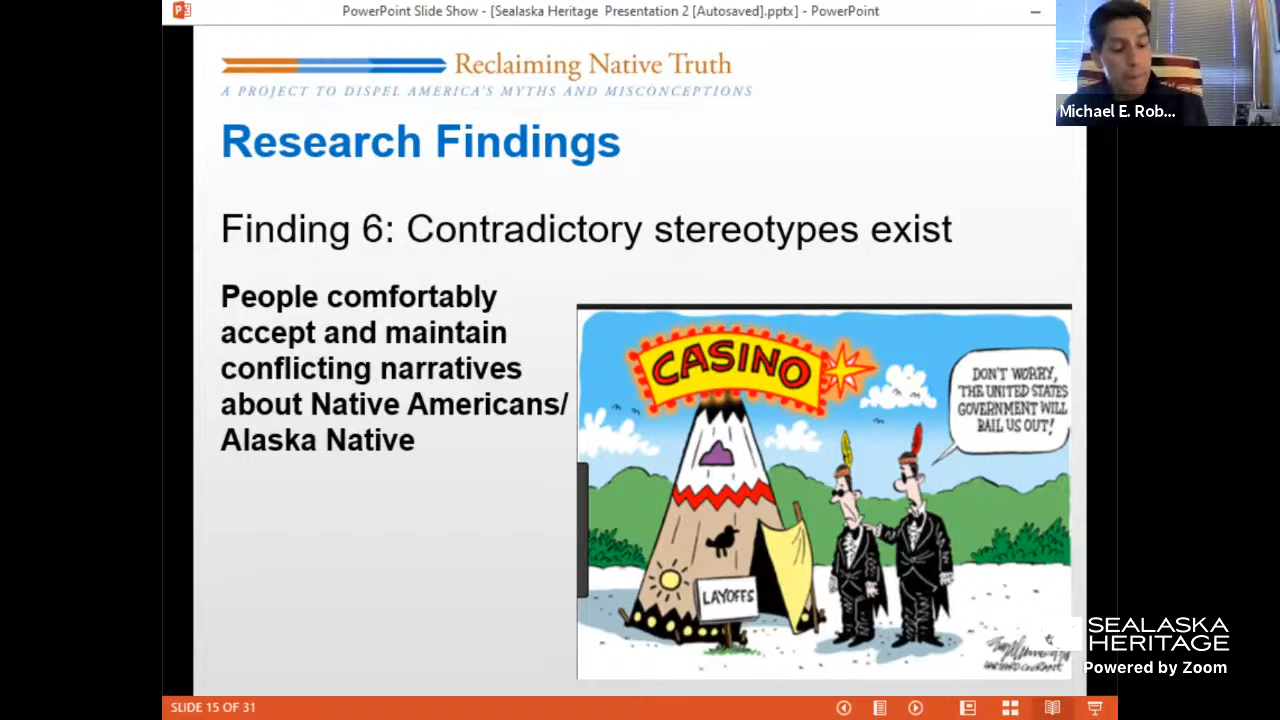 PowerPoint Slide Show - [Sealaska Heritage Presentation 2 [Autosaved].pptx] - PowerPoint
Michael E. Rob...
Reclaiming Native Truth
A PROJECT TO DISPEL AMERICA'S MYTHS AND MISCONCEPTIONS
Research Findings
Finding 6: Contradictory stereotypes exist
People comfortably
accept and maintain
conflicting narratives
about Native Americans/
Alaska Native
CASINO
DON'T WORRY,
THE UNITED STATES
GOVERNMENT WILL
BAIL US OUT!
LAYOFFS
HARTFORD COURANT
SEALASKA
HERITAGE
Powered by Zoom
SLIDE 15 OF 31